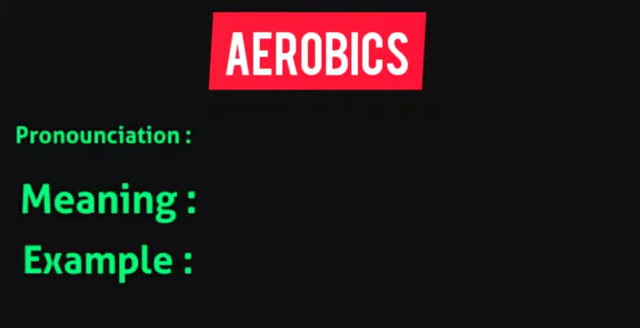 AEROBICS
Pronounciation :
Meaning :
Example :